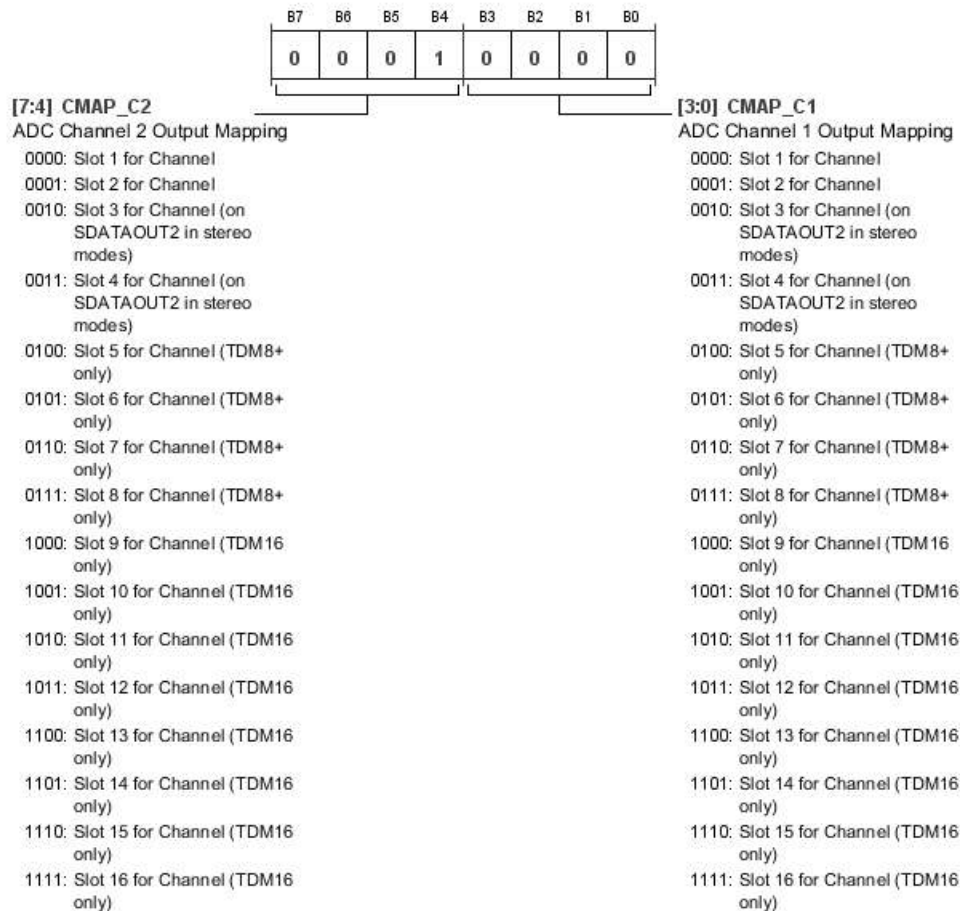 B7 B6 B5 B4 B3 B2 B1 B0
0 0 0 1 0 0 0 0
[7:4] CMAP_C2
ADC Channel 2 Output Mapping
0000: Slot 1 for Channel
0001: Slot 2 for Channel
0010: Slot 3 for Channel (on
SDATAOUT2 in stereo
modes)
0011: Slot 4 for Channel (on
SDATAOUT2 in stereo
modes)
0100: Slot 5 for Channel (TDM8+
only)
0101: Slot 6 for Channel (TDM8+
only)
0110: Slot 7 for Channel (TDM8+
only)
0111: Slot 8 for Channel (TDM8+
only)
1000: Slot 9 for Channel (TDM16
only)
1001: Slot 10 for Channel (TDM16
only)
1010: Slot 11 for Channel (TDM16
only)
1011: Slot 12 for Channel (TDM16
only)
1100: Slot 13 for Channel (TDM16
only)
1101: Slot 14 for Channel (TDM16
only)
1110: Slot 15 for Channel (TDM16
only)
1111: Slot 16 for Channel (TDM16
only)
[3:0] CMAP_C1
ADC Channel 1 Output Mapping
0000: Slot 1 for Channel
0001: Slot 2 for Channel
0010: Slot 3 for Channel (on
SDATAOUT2 in stereo
modes)
0011: Slot 4 for Channel (on
SDATAOUT2 in stereo
modes)
0100: Slot 5 for Channel (TDM8+
only)
0101: Slot 6 for Channel (TDM8+
only)
0110: Slot 7 for Channel (TDM8+
only)
0111: Slot 8 for Channel (TDM8+
only)
1000: Slot 9 for Channel (TDM16
only)
1001: Slot 10 for Channel (TDM16
only)
1010: Slot 11 for Channel (TDM16
only)
1011: Slot 12 for Channel (TDM16
only)
1100: Slot 13 for Channel (TDM16
only)
1101: Slot 14 for Channel (TDM16
only)
1110: Slot 15 for Channel (TDM16
only)
1111: Slot 16 for Channel (TDM16
only)